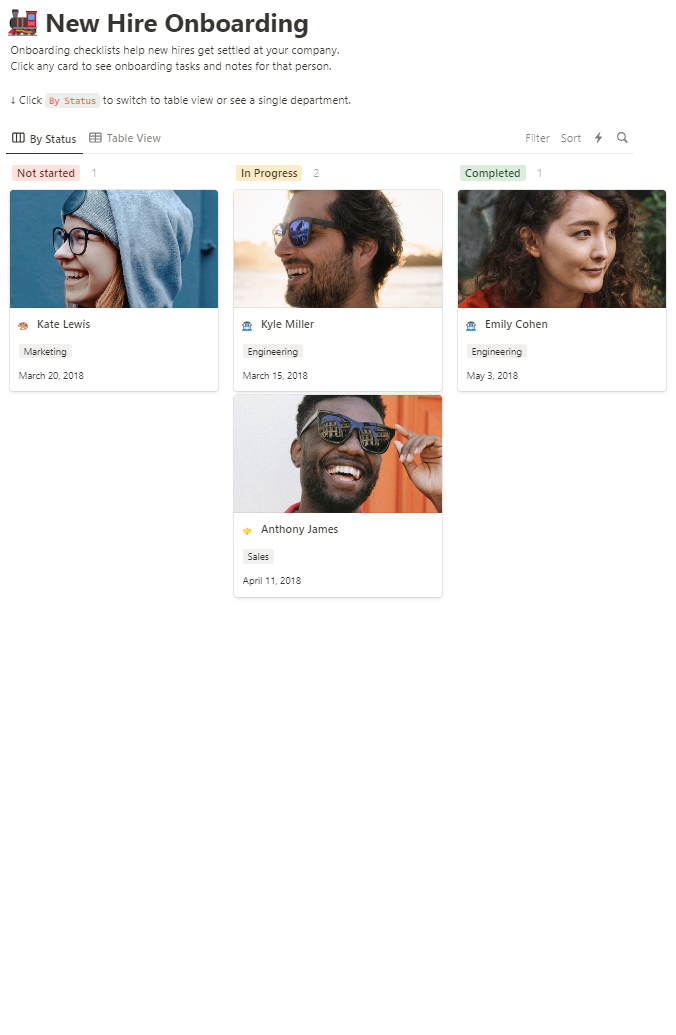 New Hire Onboarding
Onboarding checklists help new hires get settled at your company.
Click any card to see onboarding tasks and notes for that person.
↓ Click By Status to switch to table view or see a single department.
By Status Table View Filter Sort
Not started 1
In Progress 2
Completed 1
Kate Lewis
Marketing
March 20, 2018
Kyle Miller
Engineering
March 15, 2018
Emily Cohen
Engineering
May 3, 2018
Anthony James
Sales
April 11, 2018